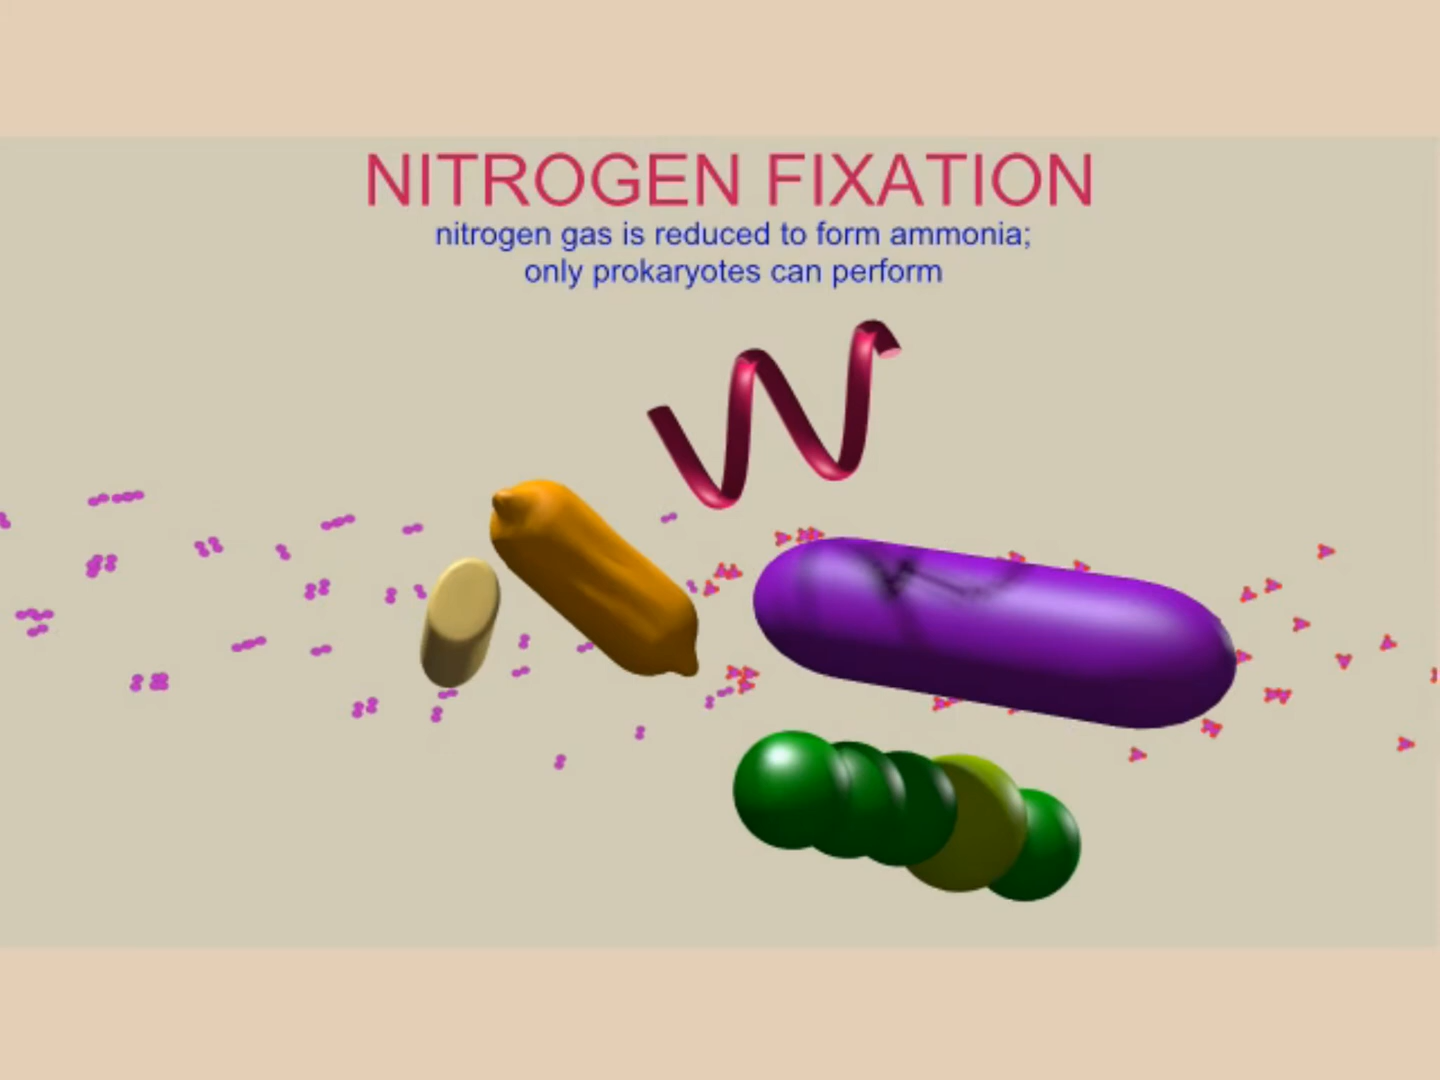 NITROGEN FIXATION
nitrogen gas is reduced to form ammonia;
only prokaryotes can perform